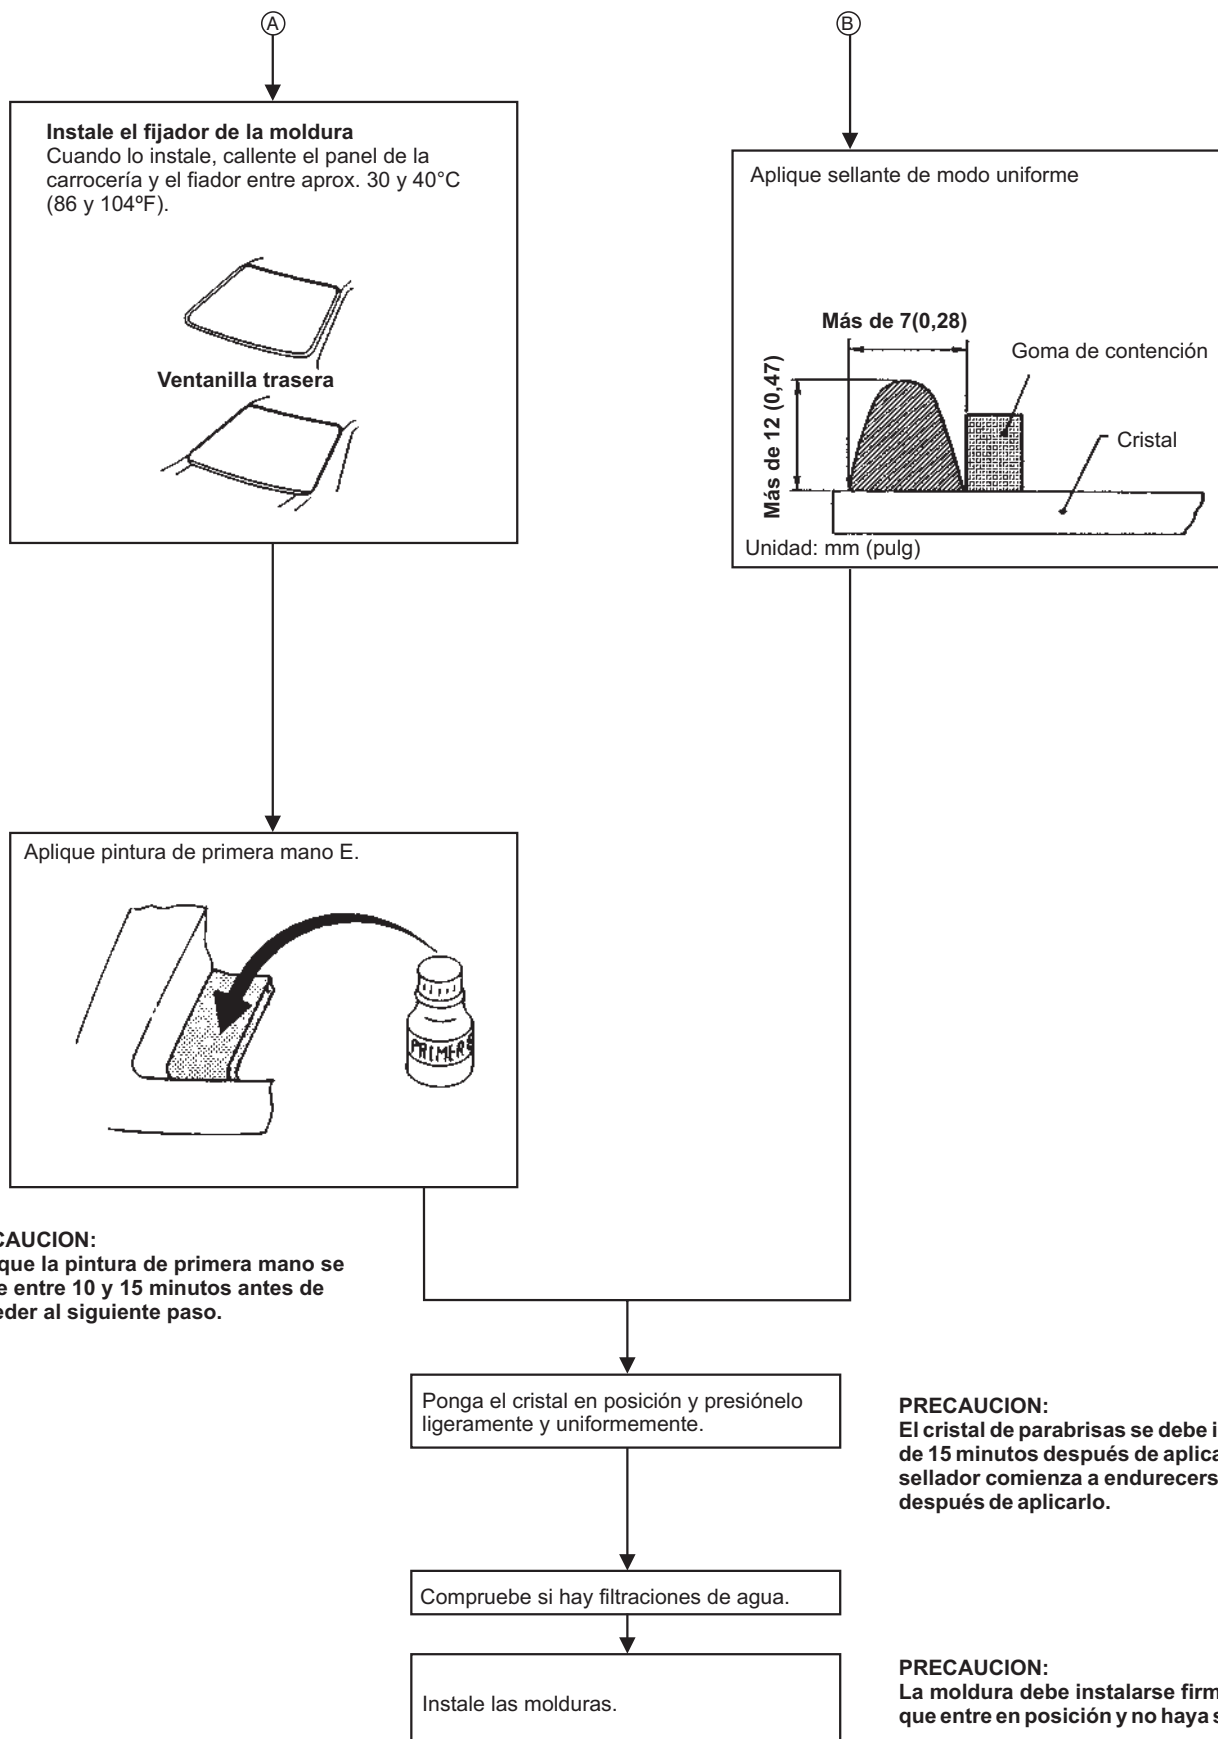 A
B
Instale el fijador de la moldura
Cuando lo instale, callente el panel de la
carrocería y el fiador entre aprox. 30 y 40°C
(86 y 104ºF).
Ventanilla trasera
Aplique sellante de modo uniforme
Más de 7(0,28)
Goma de contención
Más de 12 (0,47)
Cristal
Unidad: mm (pulg)
Aplique pintura de primera mano E.
PRIMER
CAUCION:
que la pintura de primera mano se
e entre 10 y 15 minutos antes de
eder al siguiente paso.
Ponga el cristal en posición y presiónelo
ligeramente y uniformemente.
PRECAUCION:
El cristal de parabrisas se debe i
de 15 minutos después de aplica
sellador comienza a endurecers
después de aplicarlo.
Compruebe si hay filtraciones de agua.
Instale las molduras.
PRECAUCION:
La moldura debe instalarse firm
que entre en posición y no haya s